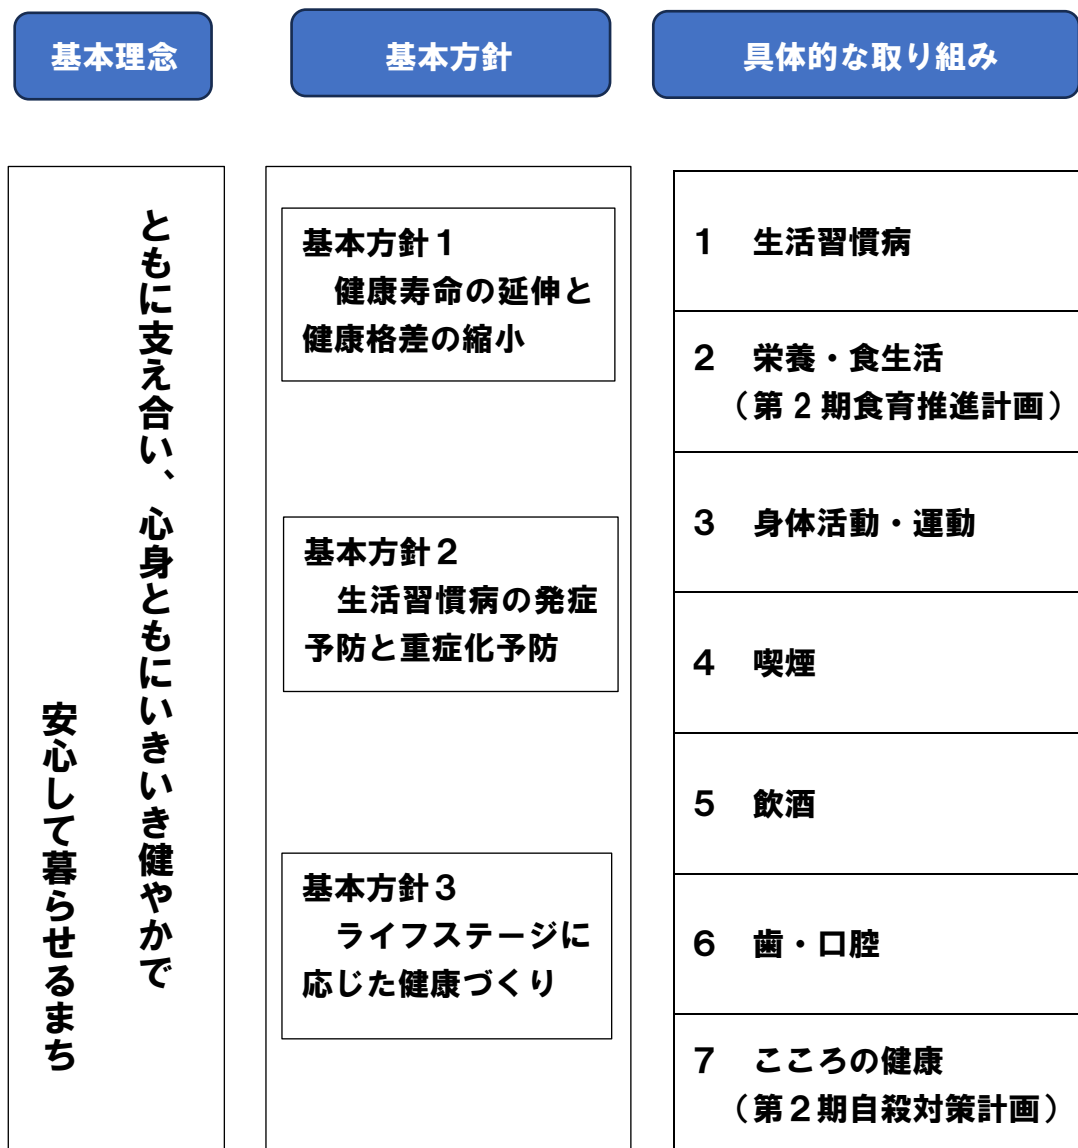 基本理念
基本方針
具体的な取り組み
ともに支え合い、心身ともにいきいき健やかで
安心して暮らせるまち
基本方針１
健康寿命の延伸と
健康格差の縮小
基本方針２
生活習慣病の発症
予防と重症化予防
基本方針３
ライフステージに
応じた健康づくり
１　生活習慣病
２　栄養・食生活
（第２期食育推進計画）
３　身体活動・運動
４　喫煙
５　飲酒
６　歯・口腔
７　こころの健康
（第２期自殺対策計画）